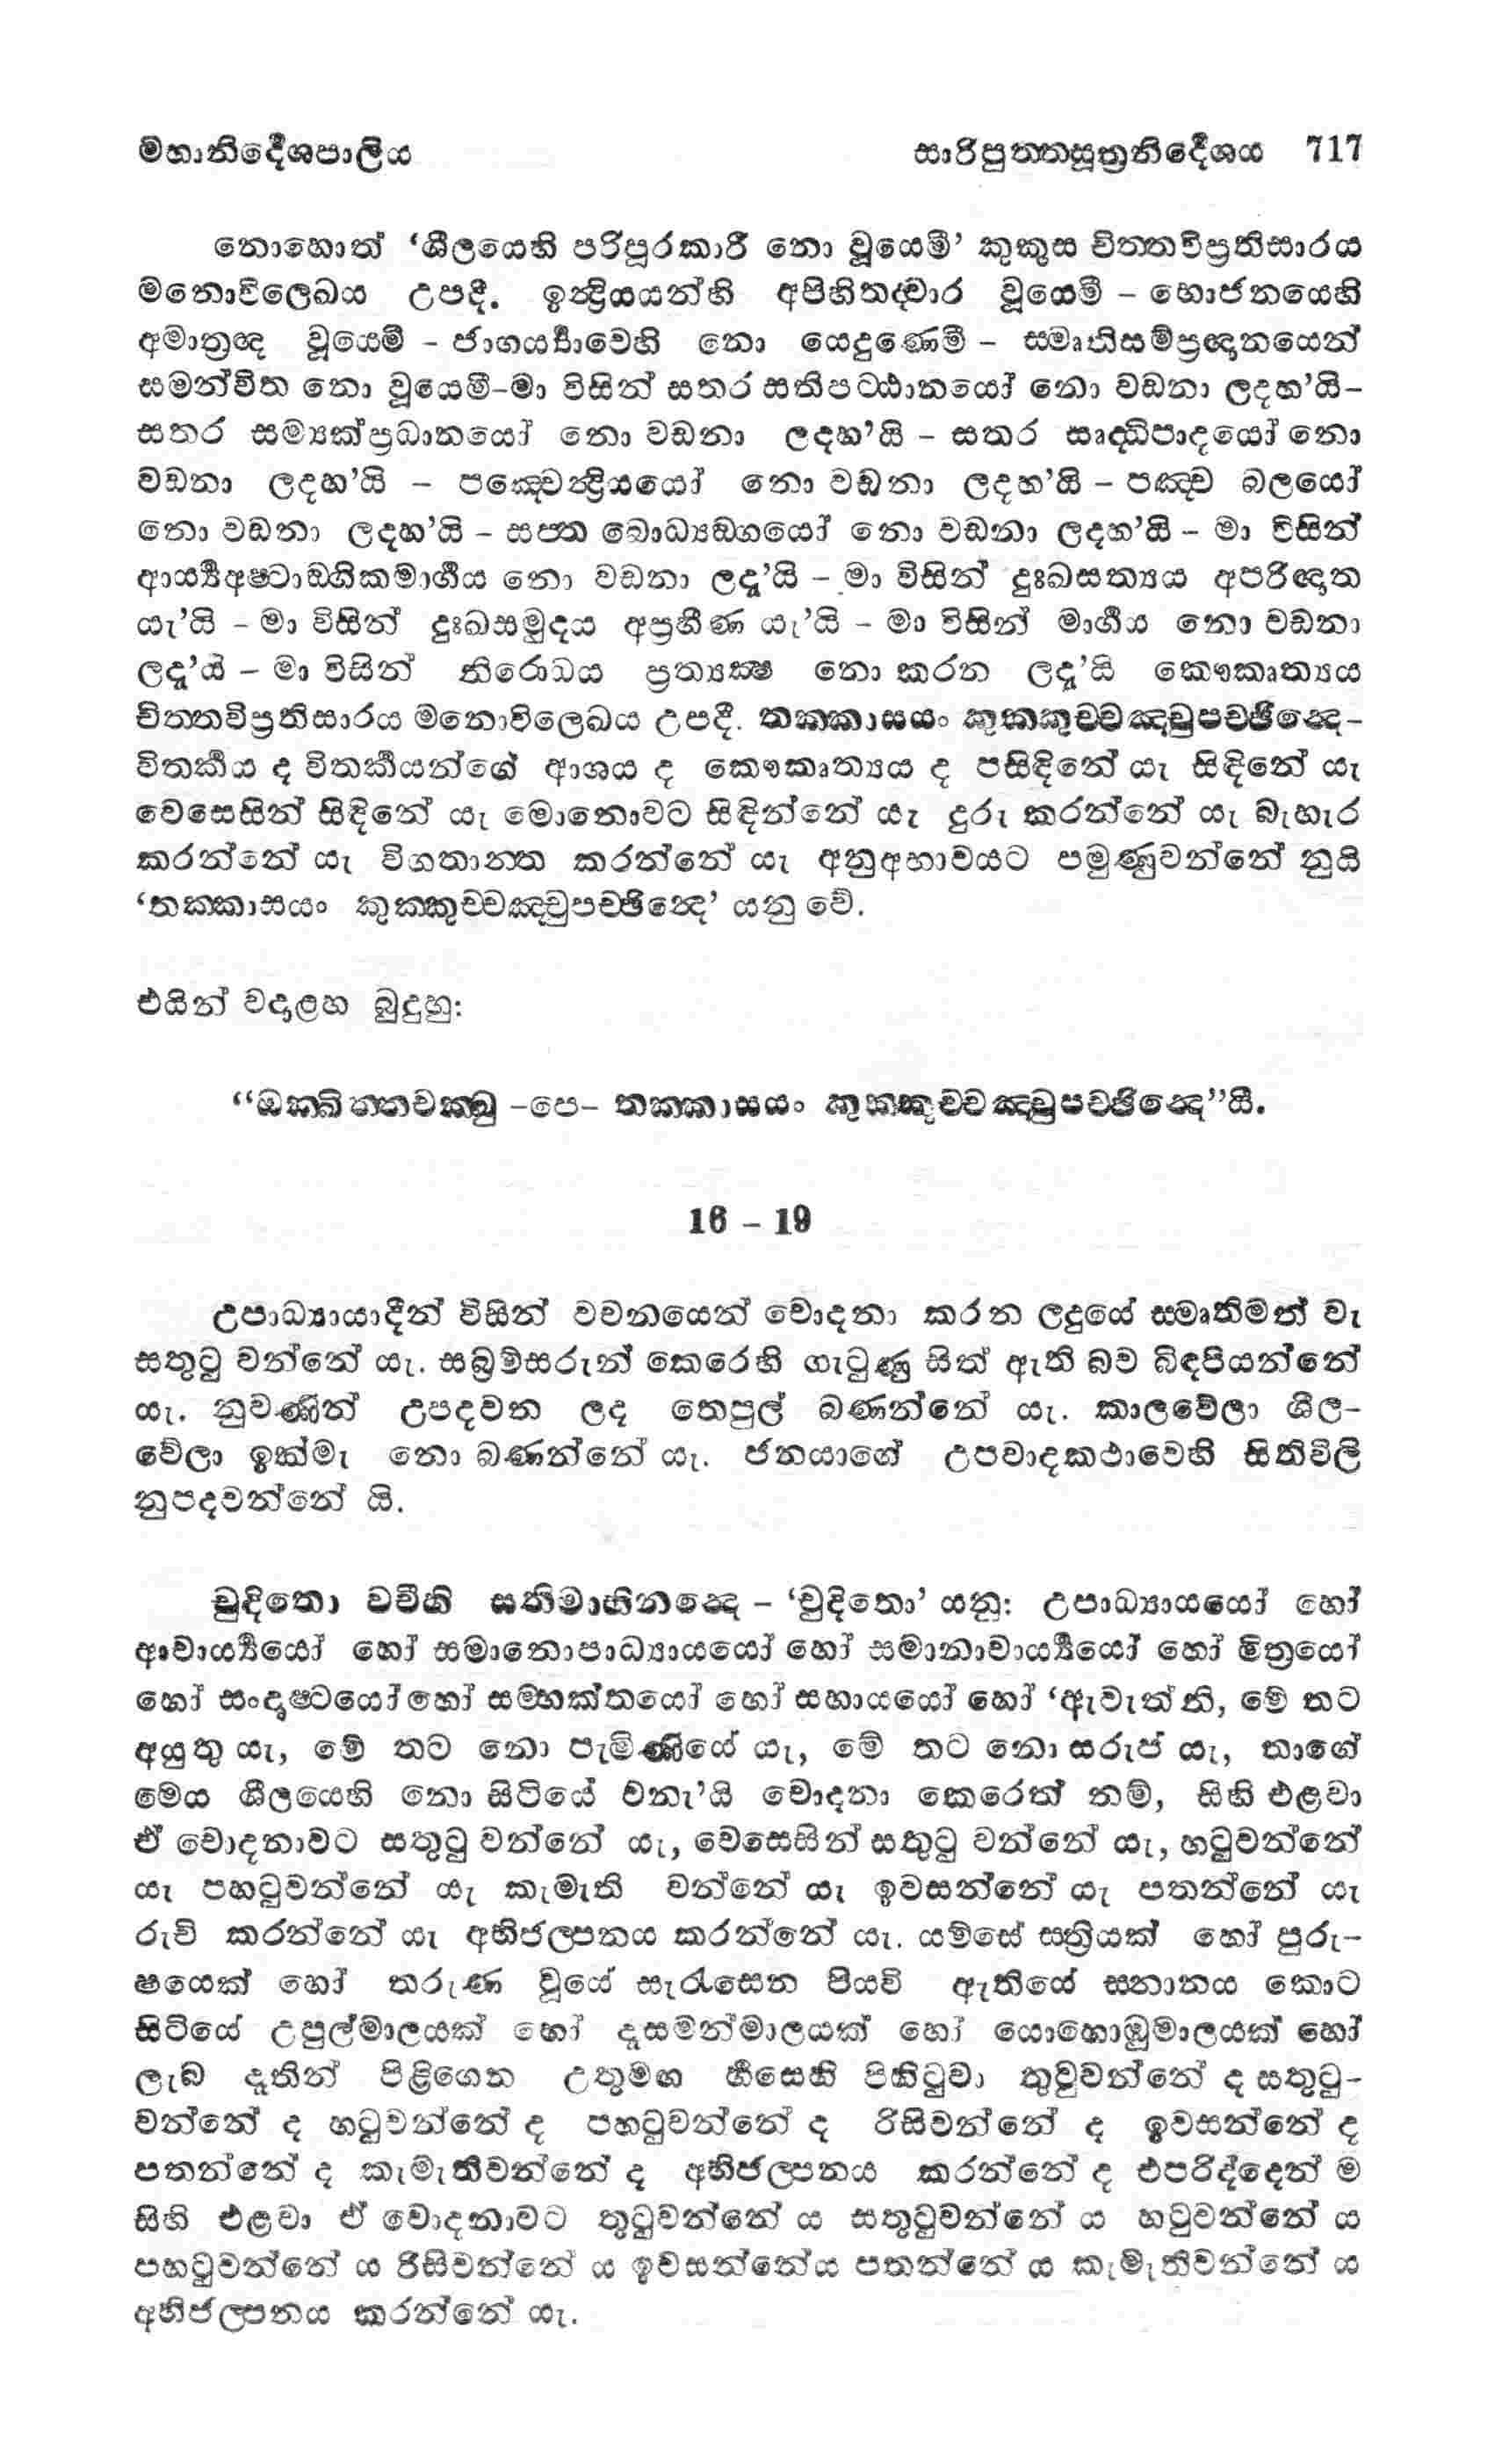 මහානිර්දේශපාලිය සාරිපුත්තසූත්‍රනිර්දේශය 717
නොහොත් ‘ශීලයෙහි පරිපූරකාරී නො වූයෙමී’ කුකුස චිත්තවිප්‍රතිසාරය
මනොවිලෙඛය උපදී. ඉන්ද්‍රියයන්හි අපිහිතද්වාර වූයෙමී – භොජනයෙහි
අමාත්‍රඥ වූයෙමී – ජාගර්‍ය්‍යාවෙහි නො යෙදුණෙමී – ස්මෘතිසම්ප්‍රඥානයෙන්
සමන්විත නො වූයෙමී–මා විසින් සතර සතිපට්ඨානයෝ නො වඩනා ලදහ’යි–
සතර සම්‍යක්ප්‍රධානයෝ නො වඩනා ලදහ’යි – සතර සෘද්ධිපාදයෝ නො
වඩනා ලදහ’යි – පඤ්චෙන්ද්‍රියයෝ නො වඩනා ලදහ’යි – පඤ්ච බලයෝ
නො වඩනා ලදහ’යි – සප්ත බොධ්‍යඞ්ගයෝ නො වඩනා ලදහ’යි – මා විසින්
ආර්‍ය්‍යඅෂ්ටාඞ්ගිකමාර්ගය නො වඩනා ලදැ’යි – මා විසින් දුඃඛසත්‍යය අපරිඥාත
යැ’යි – මා විසින් දුඃඛසමුදය අප්‍රහීණ යැ’යි – මා විසින් මාර්ගය නො වඩනා
ලදැ’යි – මා විසින් නිරොධය ප්‍රත්‍යක්ෂ නො කරන ලදැ’යි කෞකෘත්‍යය
චිත්තවිප්‍රතිසාරය මනොවිලෙඛය උපදී. තක්කාසයං කුක්කුච්චඤ්චුපච්ඡින්දෙ–
විතර්කය ද විතර්කයන්ගේ ආශය ද කෞකෘත්‍යය ද පසිඳිනේ යැ සිඳිනේ යැ
වෙසෙසින් සිඳිනේ යැ මොනොවට සිඳින්නේ යැ දුරු කරන්නේ යැ බැහැර
කරන්නේ යැ විගතාන්ත කරන්නේ යැ අනුඅභාවයට පමුණුවන්නේ නුයි
‘තක්කාසයං කුක්කුච්චඤ්චුපච්ඡින්දෙ’ යනු වේ.
එයින් වදාළහ බුදුහු:
“ඔක්ඛිත්තචක්ඛු –පෙ– තක්කාසයං කුක්කුච්චඤ්චුපච්ඡින්දෙ”යී.
16 – 19
උපාධ්‍යායාදීන් විසින් වචනයෙන් චොදනා කරන ලදුයේ ස්මෘතිමත් වැ
සතුටු වන්නේ යැ. සබ්‍රම්සරුන් කෙරෙහි ගැටුණු සිත් ඇති බව බිඳපියන්නේ
යැ. නුවණින් උපදවන ලද තෙපුල් බණන්නේ යැ. කාලවේලා ශීල–
වේලා ඉක්මැ නො බණන්නේ යැ. ජනයාගේ උපවාදකථාවෙහි සිතිවිලි
නුපදවන්නේ යි.
චුදිතො වචීහි සතිමාභිනන්දෙ – ‘චුදිතො’ යනු: උපාධ්‍යායයෝ හෝ
ආචාර්‍ය්‍යයෝ හෝ සමානොපාධ්‍යායයෝ හෝ සමානාචාර්‍ය්‍යයෝ හෝ මිත්‍රයෝ
හෝ සංදෘෂ්ටයෝ හෝ සම්භක්තයෝ හෝ සහායයෝ හෝ ‘ඇවැත්නි, මේ තට
අයුතු යැ, මේ තට නො පැමිණියේ යැ, මේ තට නො සරුප් යැ, තාගේ
මෙය ශීලයෙහි නො සිටියේ වනැ’යි චොදනා කෙරෙත් නම්, සිහි එළවා
ඒ චොදනාවට සතුටු වන්නේ යැ, වෙසෙසින් සතුටු වන්නේ යැ, හටුවන්නේ
යැ පහටුවන්නේ යැ කැමැති වන්නේ යැ ඉවසන්නේ යැ පතන්නේ යැ
රුචි කරන්නේ යැ අභිජල්පනය කරන්නේ යැ. යම්සේ ස්ත්‍රියක් හෝ පුරු–
ෂයෙක් හෝ තරුණ වූයේ සැරැසෙන පියවි ඇතියේ ස්නානය කොට
සිටියේ උපුල්මාලයක් හෝ දෑසමන්මාලයක් හෝ යොහොඹුමාලයක් හෝ
ලැබ දෑතින් පිළිගෙන උතුමඟ හිසෙහි පිහිටුවා තුටුවන්නේ ද සතුටු–
වන්නේ ද හටුවන්නේ ද පහටුවන්නේ ද රිසිවන්නේ ද ඉවසන්නේ ද
පතන්නේ ද කැමැතිවන්නේ ද අභිජල්පනය කරන්නේ ද එපරිද්දෙන් ම
සිහි එළවා ඒ චොදනාවට තුටුවන්නේ ය සතුටුවන්නේ ය හටුවන්නේ ය
පහටුවන්නේ ය රිසිවන්නේ ය ඉවසන්නේය පතන්නේ ය කැමැතිවන්නේ ය
අභිජල්පනය කරන්නේ යැ.